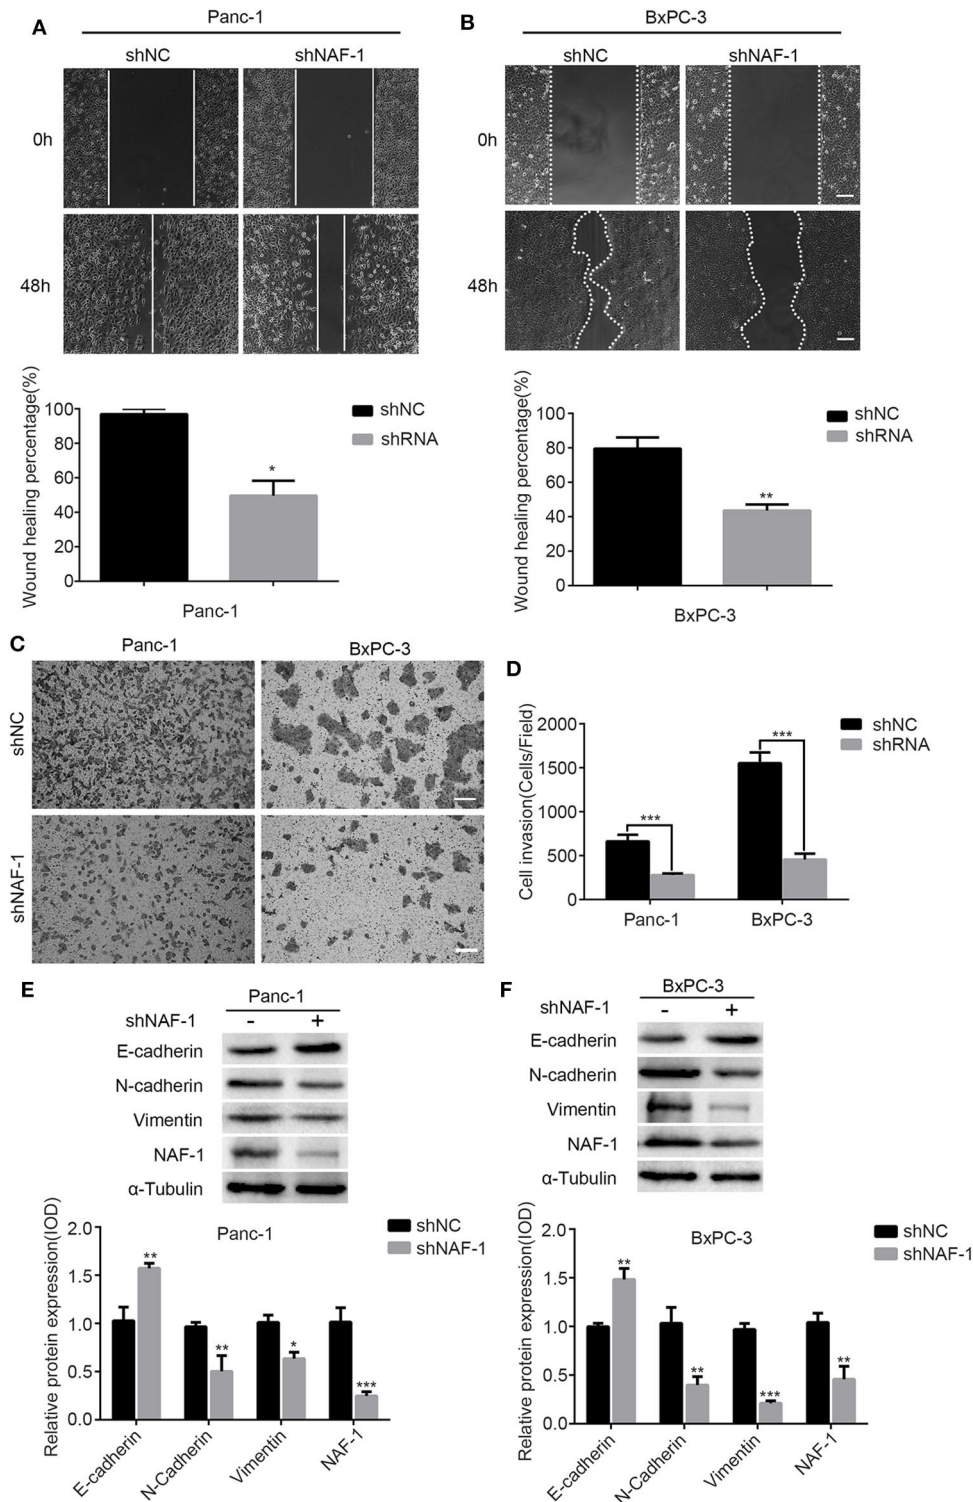 A
Panc-1
shNC shNAF-1
0h
48h
B
BxPC-3
shNC shNAF-1
0h
48h
Wound healing percentage(%)
100
80
60
40
20
0
*
shNC
shRNA
Panc-1
Wound healing percentage(%)
100
80
60
40
20
0
**
shNC
shRNA
BxPC-3
C
Panc-1 BxPC-3
shNC
shNAF-1
D
Cell invasion(Cells/Field)
2000
1500
1000
500
0
***
***
shNC
shRNA
Panc-1 BxPC-3
E
Panc-1
shNAF-1 - +
E-cadherin
N-cadherin
Vimentin
NAF-1
α-Tubulin
Relative protein expression(IOD)
2.0
1.5
1.0
0.5
0.0
Panc-1
shNC
shNAF-1
**
**
*
***
E-cadherin
N-Cadherin
Vimentin
NAF-1
F
BxPC-3
shNAF-1 - +
E-cadherin
N-cadherin
Vimentin
NAF-1
α-Tubulin
Relative protein expression(IOD)
2.0
1.5
1.0
0.5
0.0
BxPC-3
shNC
shNAF-1
**
**
***
**
E-cadherin
N-Cadherin
Vimentin
NAF-1